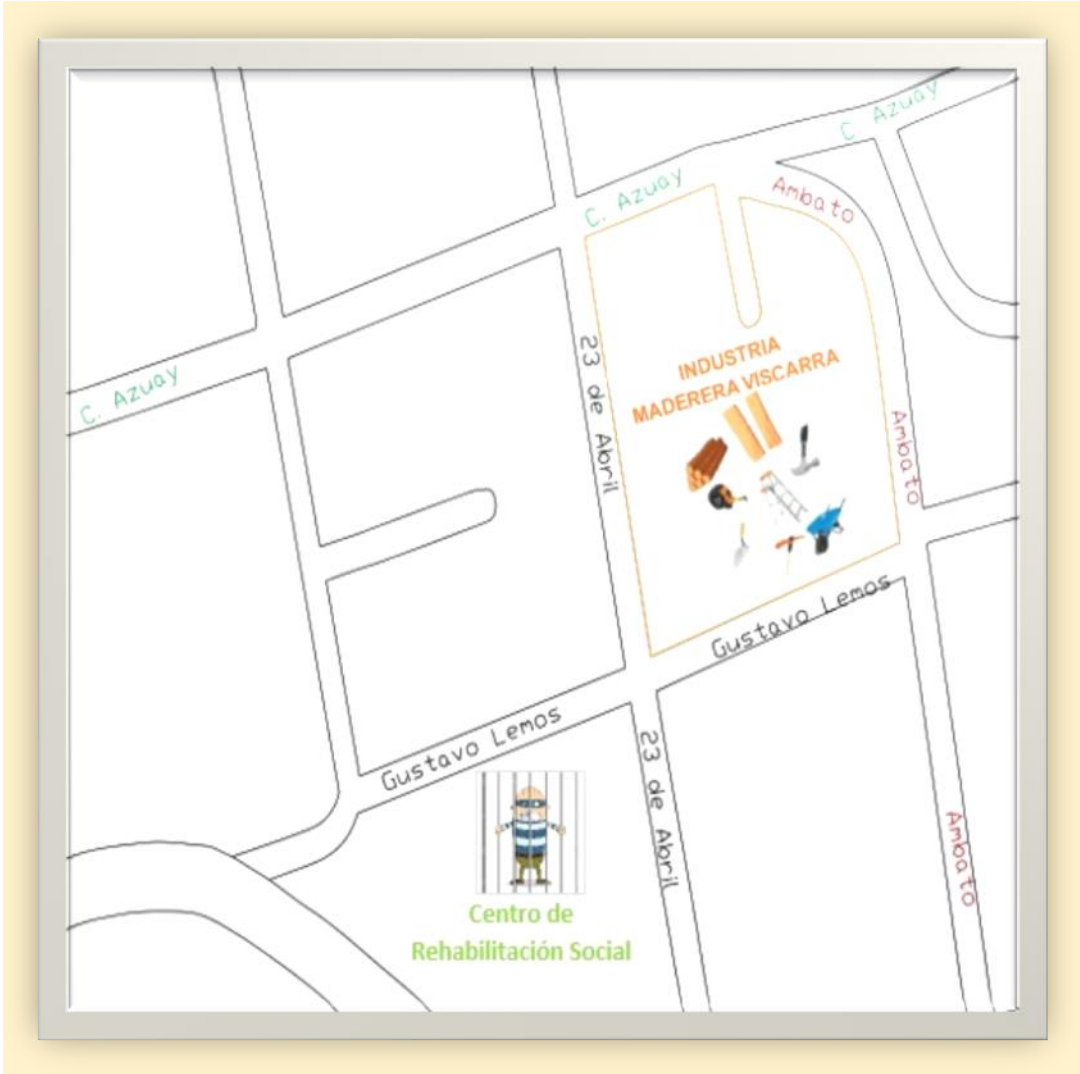 C. Azuay
Ambato
C. Azuay
INDUSTRIA
MADERERA VISCARRA
23 de Abril
C. Azuay
Ambato
Gustavo Lemos
Gustavo Lemos
23 de Abril
Ambato
Centro de
Rehabilitación Social